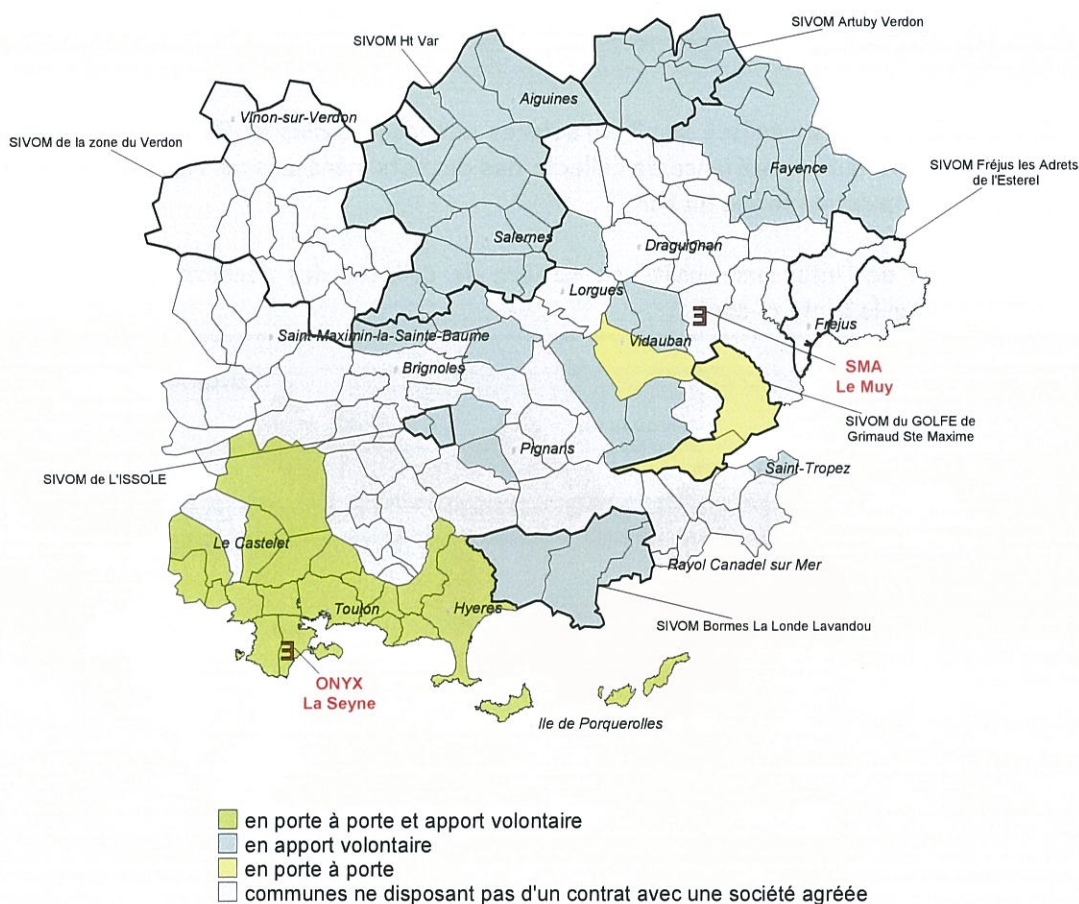 SIVOM Artuby Verdon
SIVOM Ht Var
Aiguines
Vinon-sur-Verdon
SIVOM de la zone du Verdon
Fayence
SIVOM Fréjus les Adrets
de l'Esterel
Salernes
Draguignan
Lorgues
Fréjus
Saint-Maximin-la-Sainte-Baume
Vidauban
Brignoles
SMA
Le Muy
SIVOM du GOLFE de
Grimaud Ste Maxime
Pignans
Saint-Tropez
SIVOM de L'ISSOLE
Le Castelet
Rayol Canadel sur Mer
Toulon
Hyeres
SIVOM Bormes La Londe Lavandou
ONYX
La Seyne
Ile de Porquerolles
en porte à porte et apport volontaire
en apport volontaire
en porte à porte
communes ne disposant pas d'un contrat avec une société agréée